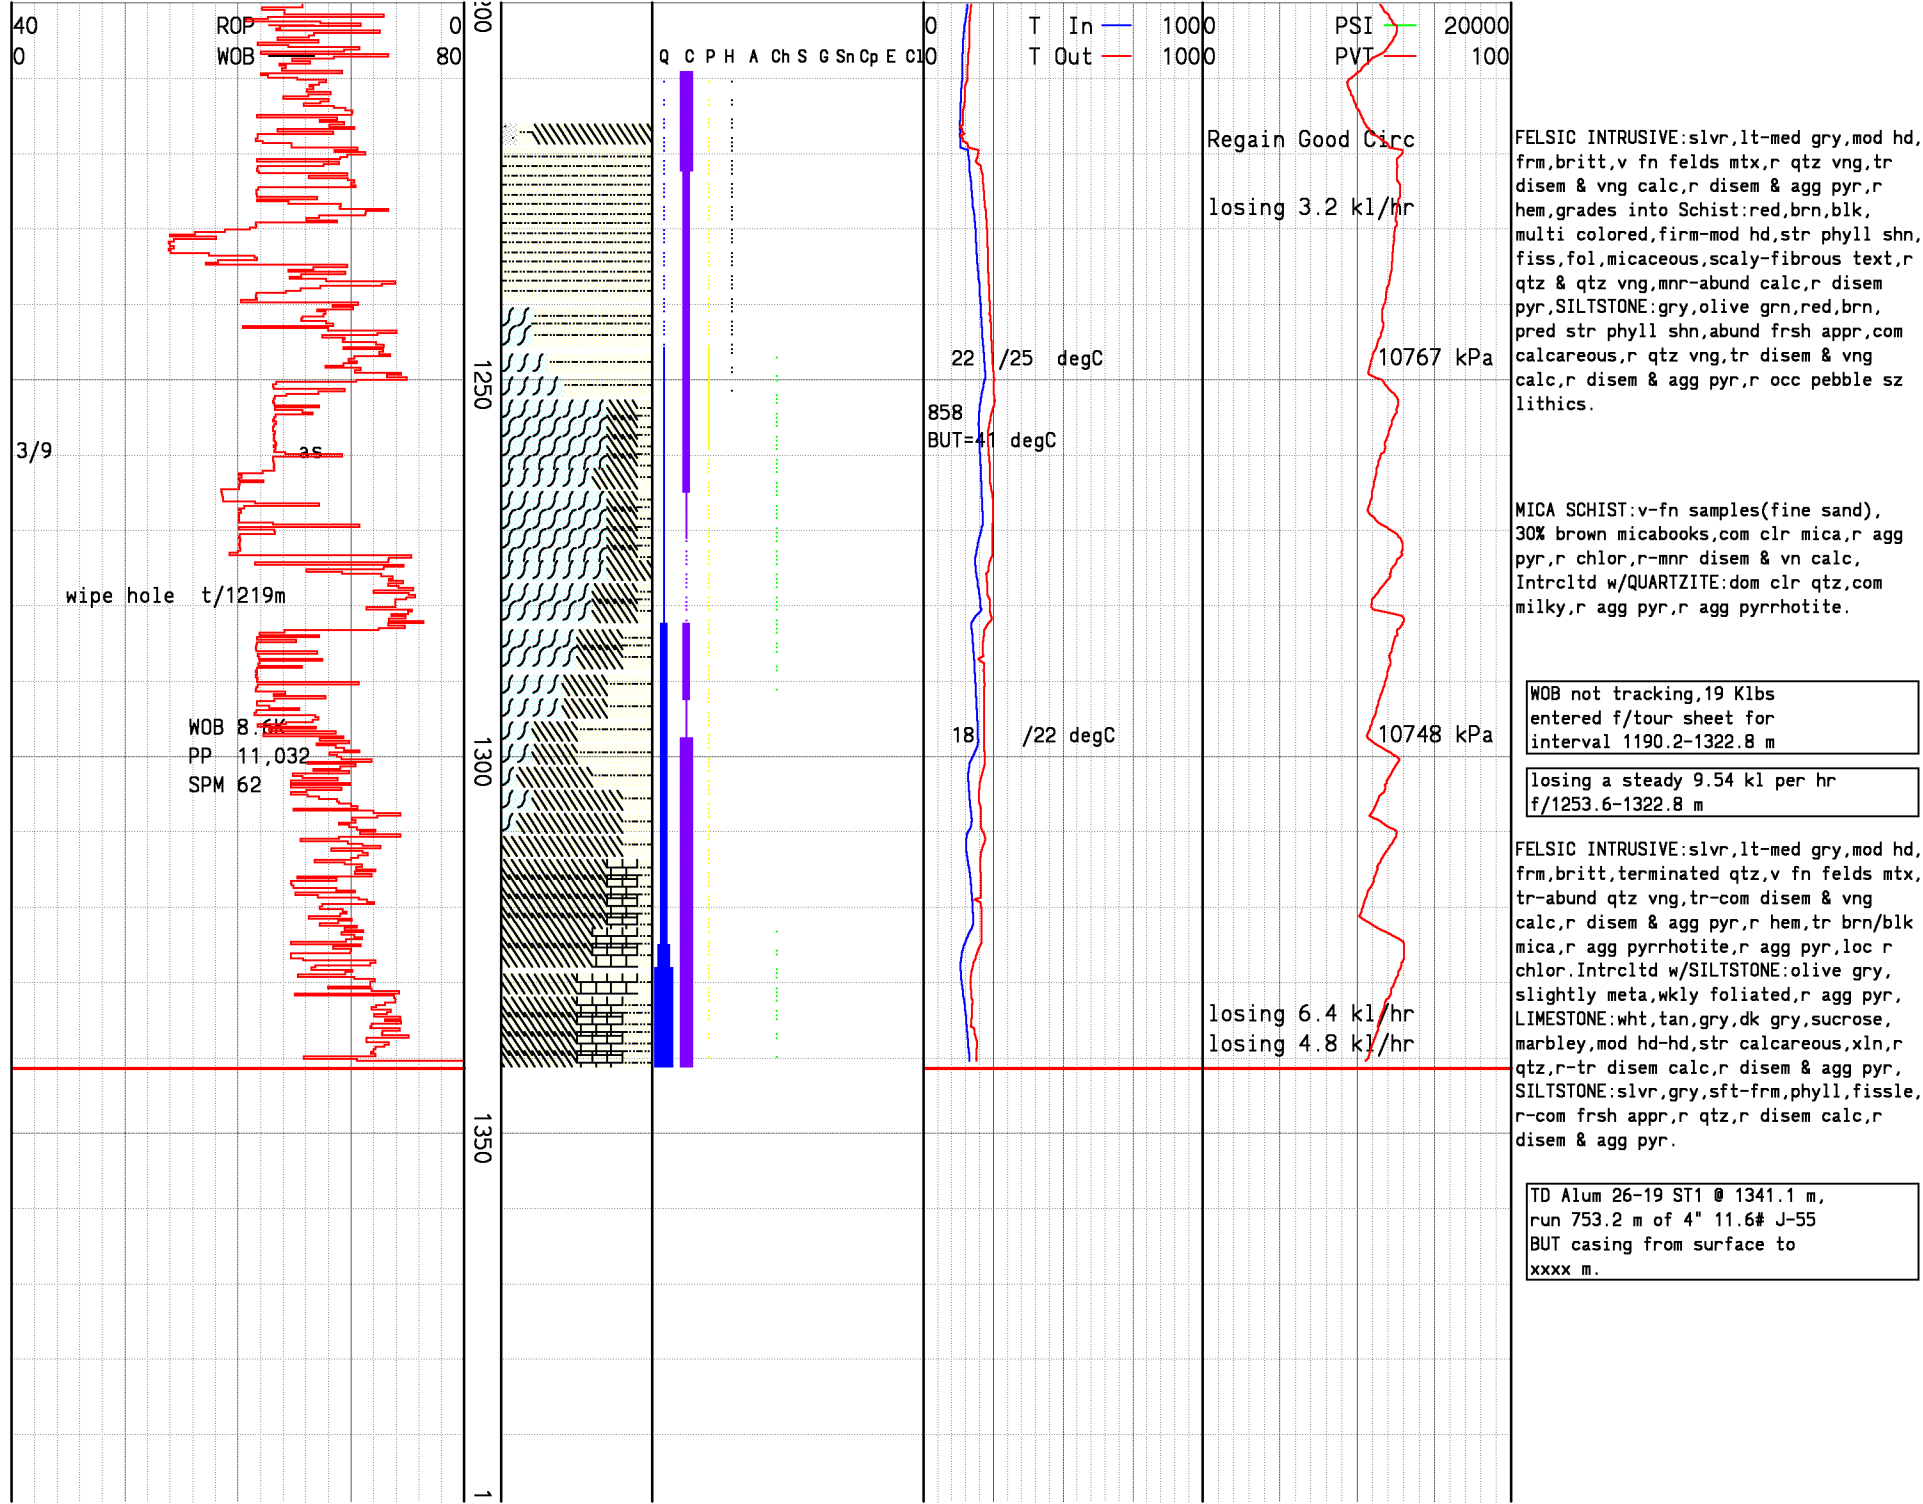 40 ROP 0
0 WOB 80
3/9 as
wipe hole t/1219m
WOB 8.6K
PP 11,032
SPM 62
200
1250
1300
1350
1
Q C P H A Ch S G Sn Cp E Cl
0 T In 100
0 T Out 100
22 /25 degC
858
BUT=41 degC
18 /22 degC
0 PSI 20000
0 PVT 100
Regain Good Circ
losing 3.2 kl/hr
10767 kPa
10748 kPa
losing 6.4 kl/hr
losing 4.8 kl/hr
FELSIC INTRUSIVE:slvr,lt-med gry,mod hd,
frm,britt,v fn felds mtx,r qtz vng,tr
disem & vng calc,r disem & agg pyr,r
hem,grades into Schist:red,brn,blk,
multi colored,firm-mod hd,str phyll shn,
fiss,fol,micaceous,scaly-fibrous text,r
qtz & qtz vng,mnr-abund calc,r disem
pyr,SILTSTONE:gry,olive grn,red,brn,
pred str phyll shn,abund frsh appr,com
calcareous,r qtz vng,tr disem & vng
calc,r disem & agg pyr,r occ pebble sz
lithics.
MICA SCHIST:v-fn samples(fine sand),
30% brown micabooks,com clr mica,r agg
pyr,r chlor,r-mnr disem & vn calc,
Intrcltd w/QUARTZITE:dom clr qtz,com
milky,r agg pyr,r agg pyrrhotite.
WOB not tracking,19 Klbs
entered f/tour sheet for
interval 1190.2-1322.8 m
losing a steady 9.54 kl per hr
f/1253.6-1322.8 m
FELSIC INTRUSIVE:slvr,lt-med gry,mod hd,
frm,britt,terminated qtz,v fn felds mtx,
tr-abund qtz vng,tr-com disem & vng
calc,r disem & agg pyr,r hem,tr brn/blk
mica,r agg pyrrhotite,r agg pyr,loc r
chlor.Intrcltd w/SILTSTONE:olive gry,
slightly meta,wkly foliated,r agg pyr,
LIMESTONE:wht,tan,gry,dk gry,sucrose,
marbley,mod hd-hd,str calcareous,xln,r
qtz,r-tr disem calc,r disem & agg pyr,
SILTSTONE:slvr,gry,sft-frm,phyll,fissle,
r-com frsh appr,r qtz,r disem calc,r
disem & agg pyr.
TD Alum 26-19 ST1 @ 1341.1 m,
run 753.2 m of 4" 11.6# J-55
BUT casing from surface to
xxxx m.